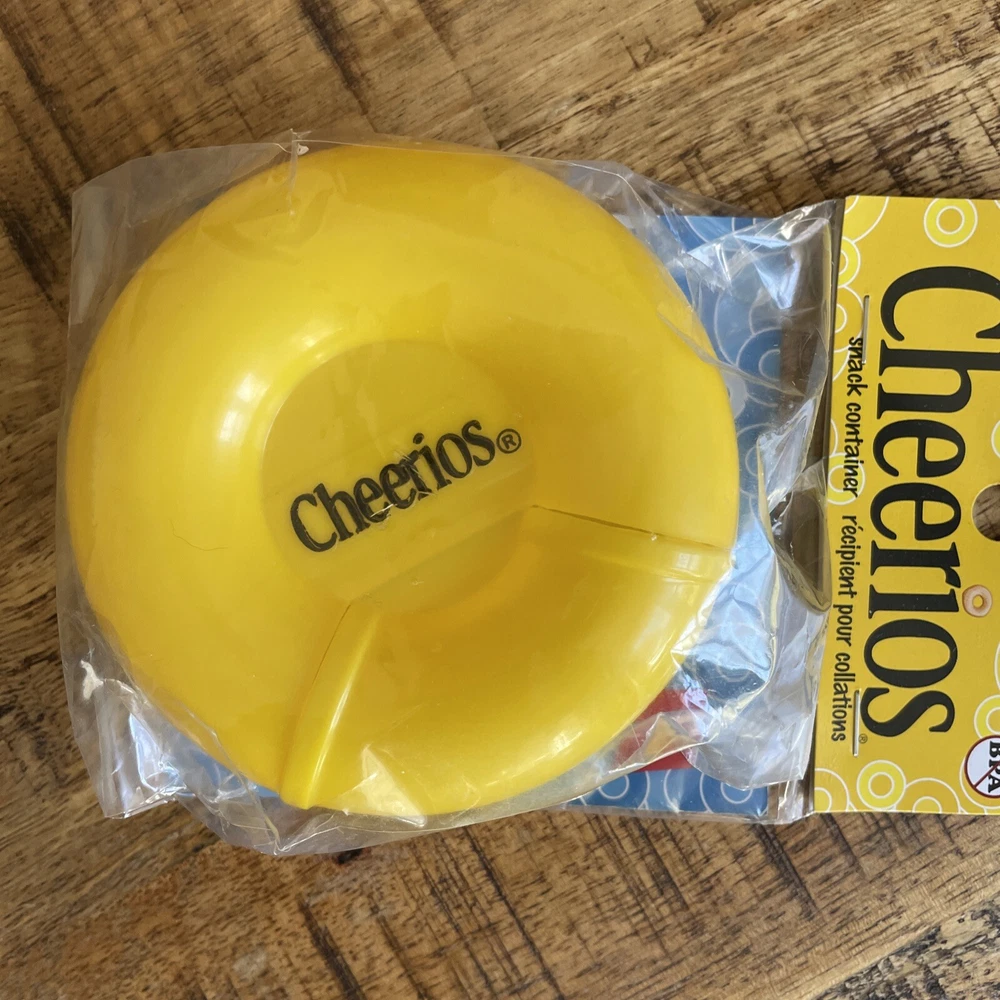 Cheerios®
Cheerios®
snack container récipient pour collations
BPA